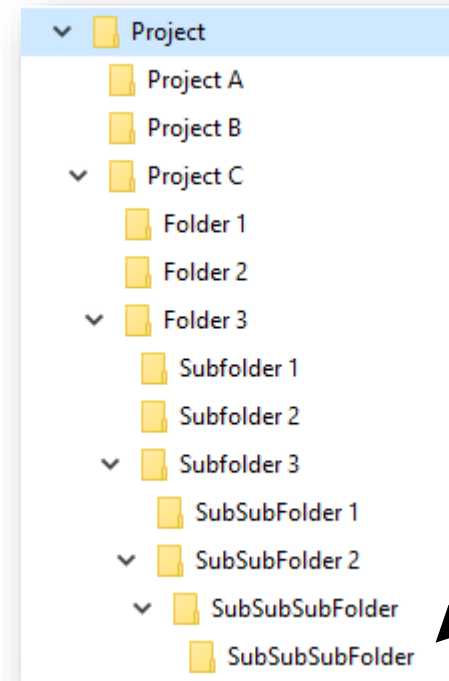 Project
Project A
Project B
Project C
Folder 1
Folder 2
Folder 3
Subfolder 1
Subfolder 2
Subfolder 3
SubSubFolder 1
SubSubFolder 2
SubSubSubFolder
SubSubSubFolder